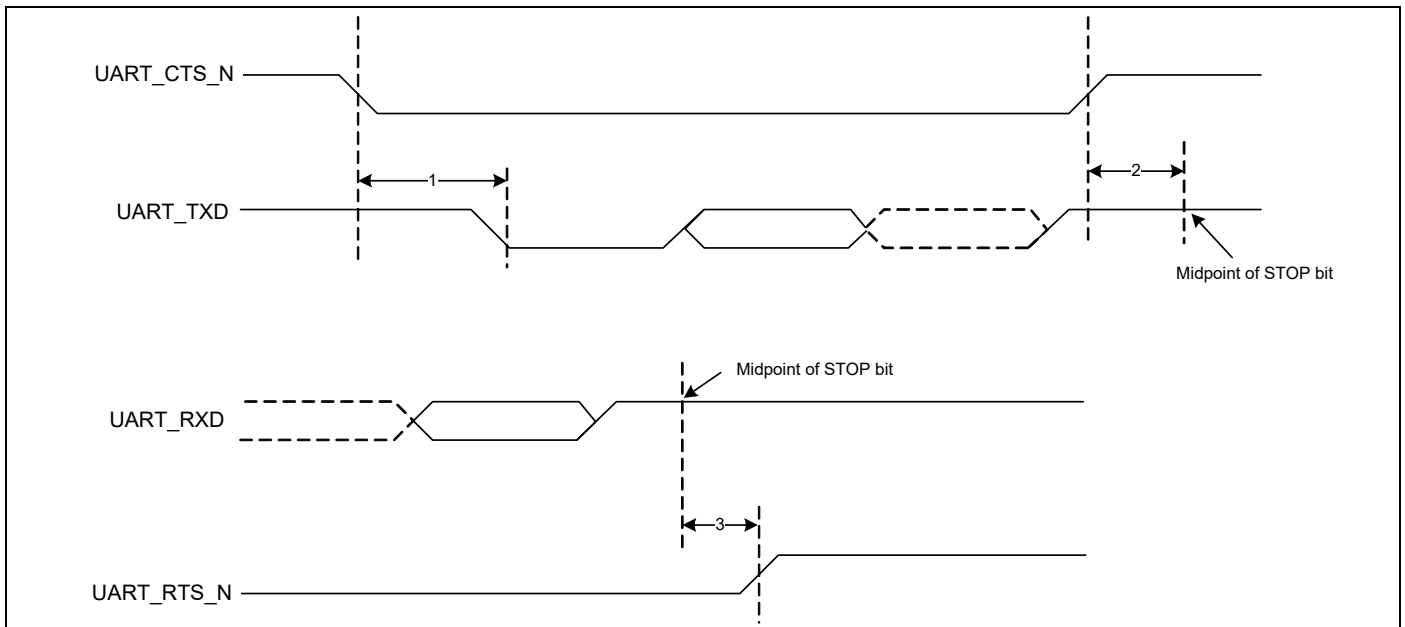 UART_CTS_N
1
2
UART_TXD
Midpoint of STOP bit
Midpoint of STOP bit
UART_RXD
3
UART_RTS_N